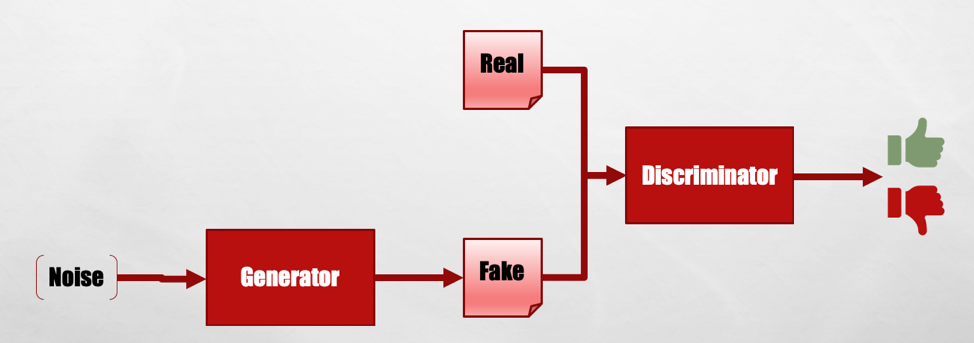 Real
Discriminator
Noise
Generator
Fake